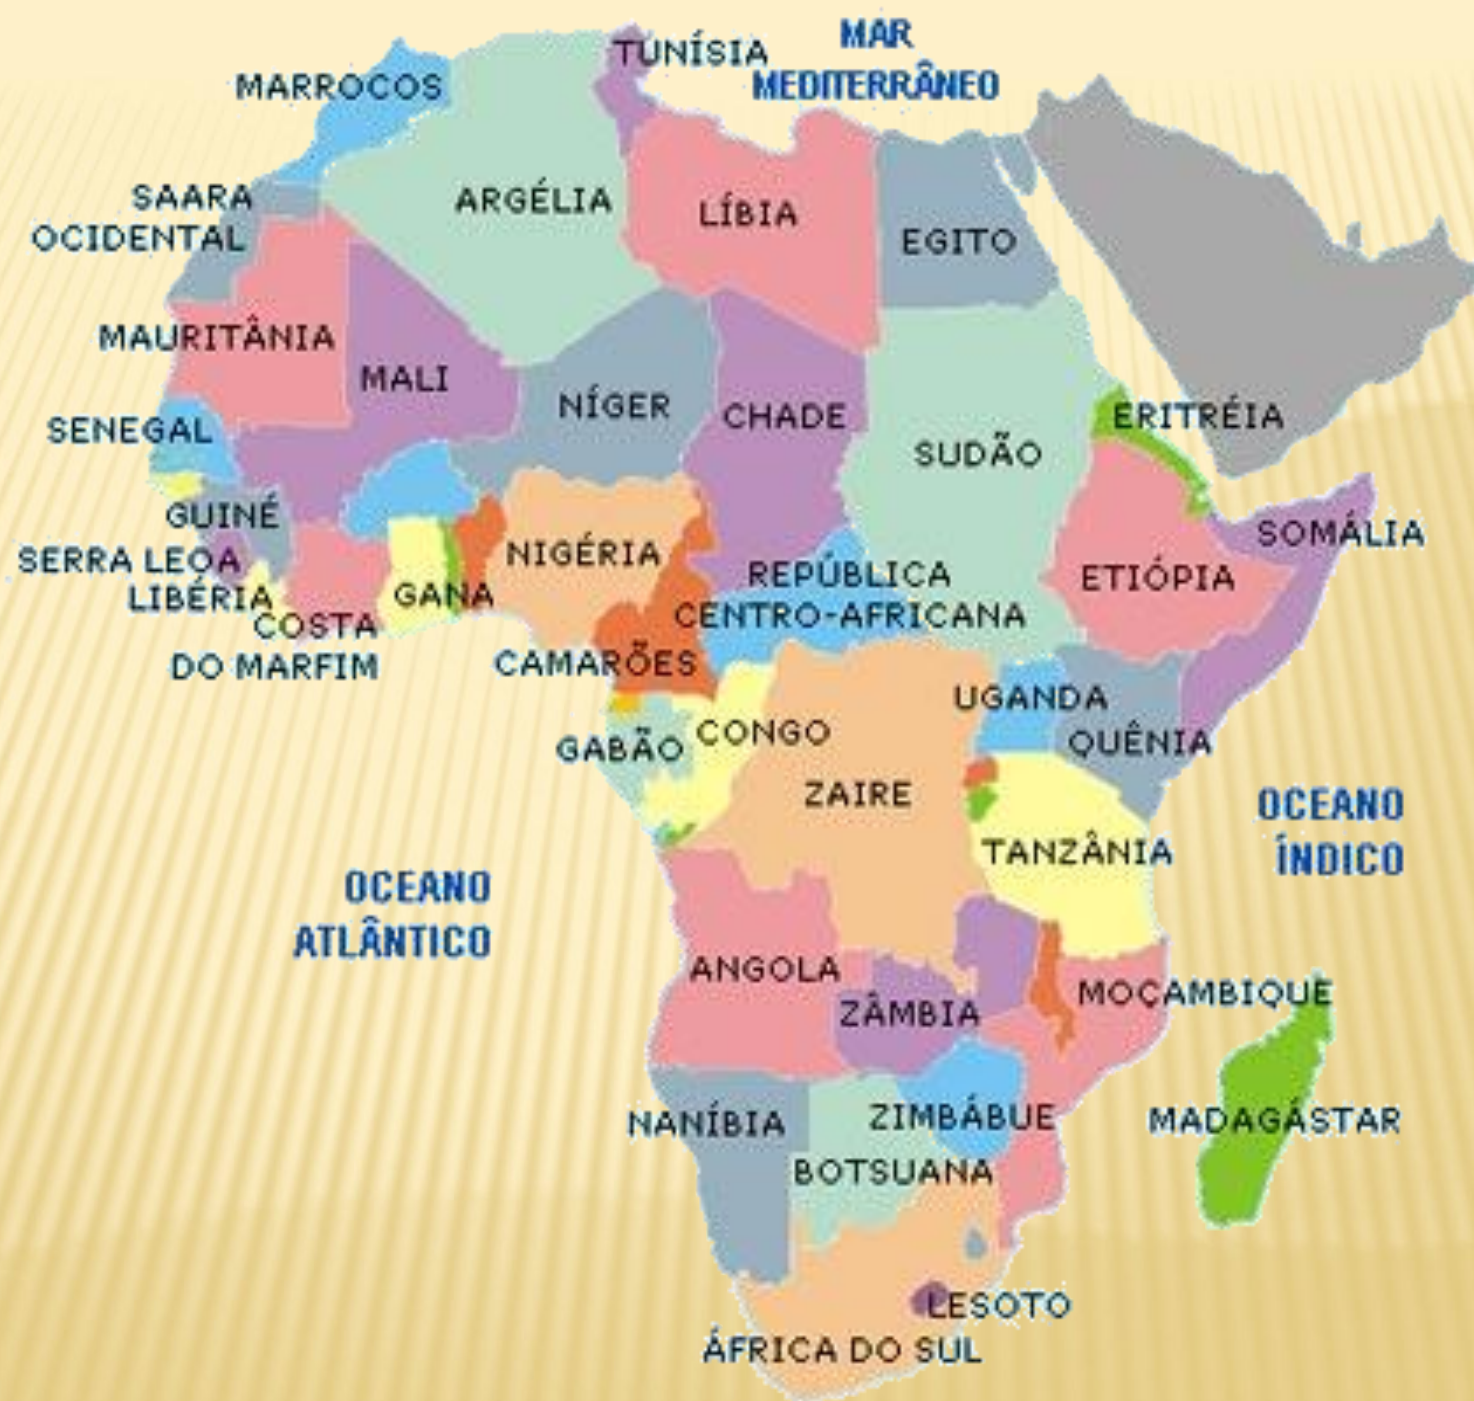 MAR
MEDITERRÂNEO
TUNÍSIA
MARROCOS
SAARA
OCIDENTAL
ARGÉLIA
LÍBIA
EGITO
MAURITÂNIA
MALI
NÍGER
CHADE
SUDÃO
ERITRÉIA
SENEGAL
GUINÉ
SERRA LEOA
LIBÉRIA
COSTA
DO MARFIM
GANA
NIGÉRIA
REPÚBLICA
CENTRO-AFRICANA
ETIÓPIA
SOMÁLIA
CAMARÕES
GABÃO
CONGO
UGANDA
QUÊNIA
ZAIRE
TANZÂNIA
OCEANO
ÍNDICO
OCEANO
ATLÂNTICO
ANGOLA
ZÂMBIA
MOÇAMBIQUE
NANÍBIA
ZIMBÁBUE
BOTSUANA
MADAGÁSTAR
LESOTO
ÁFRICA DO SUL